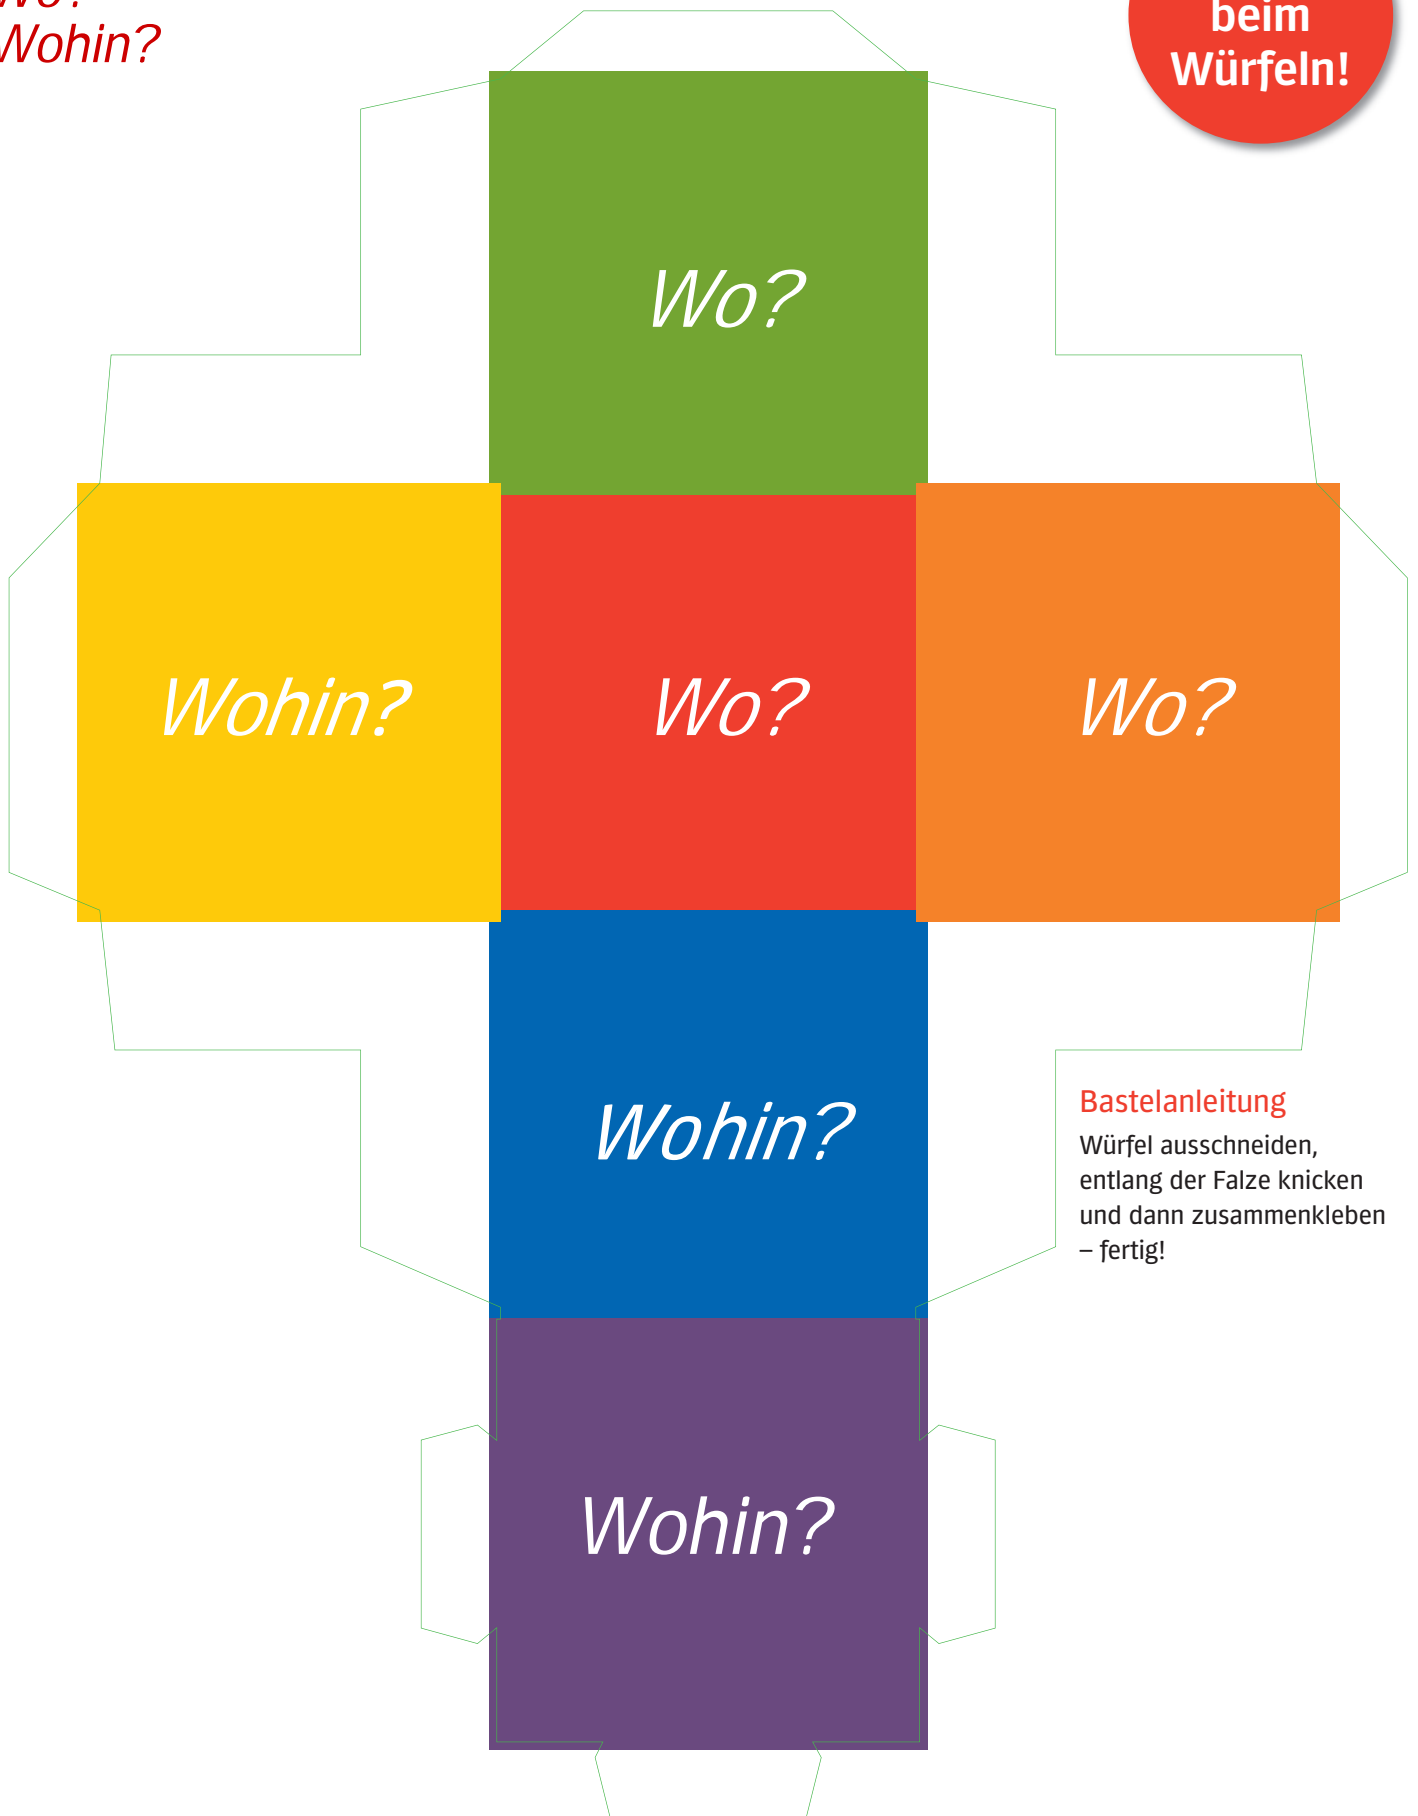 Wo?
Wohin?
beim
Würfeln!
Wo?
Wohin?
Wo?
Wo?
Wohin?
Bastelanleitung
Würfel ausschneiden,
entlang der Falze knicken
und dann zusammenkleben
– fertig!
Wohin?